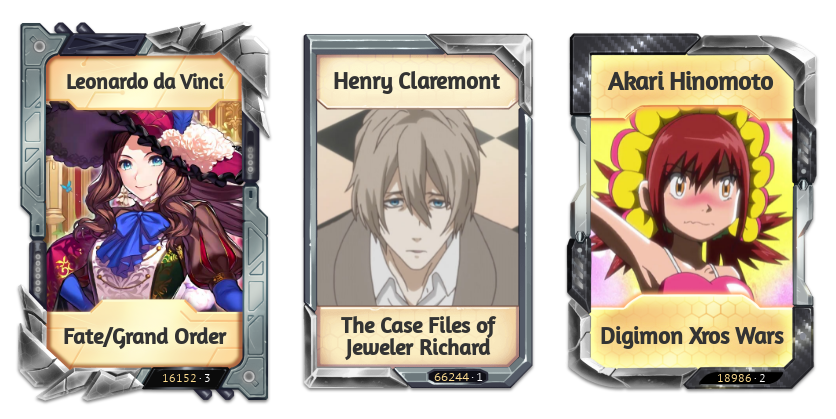 Leonardo da Vinci
Fate/Grand Order
16152·3
Henry Claremont
The Case Files of
Jeweler Richard
66244·1
Akari Hinomoto
Digimon Xros Wars
18986·2